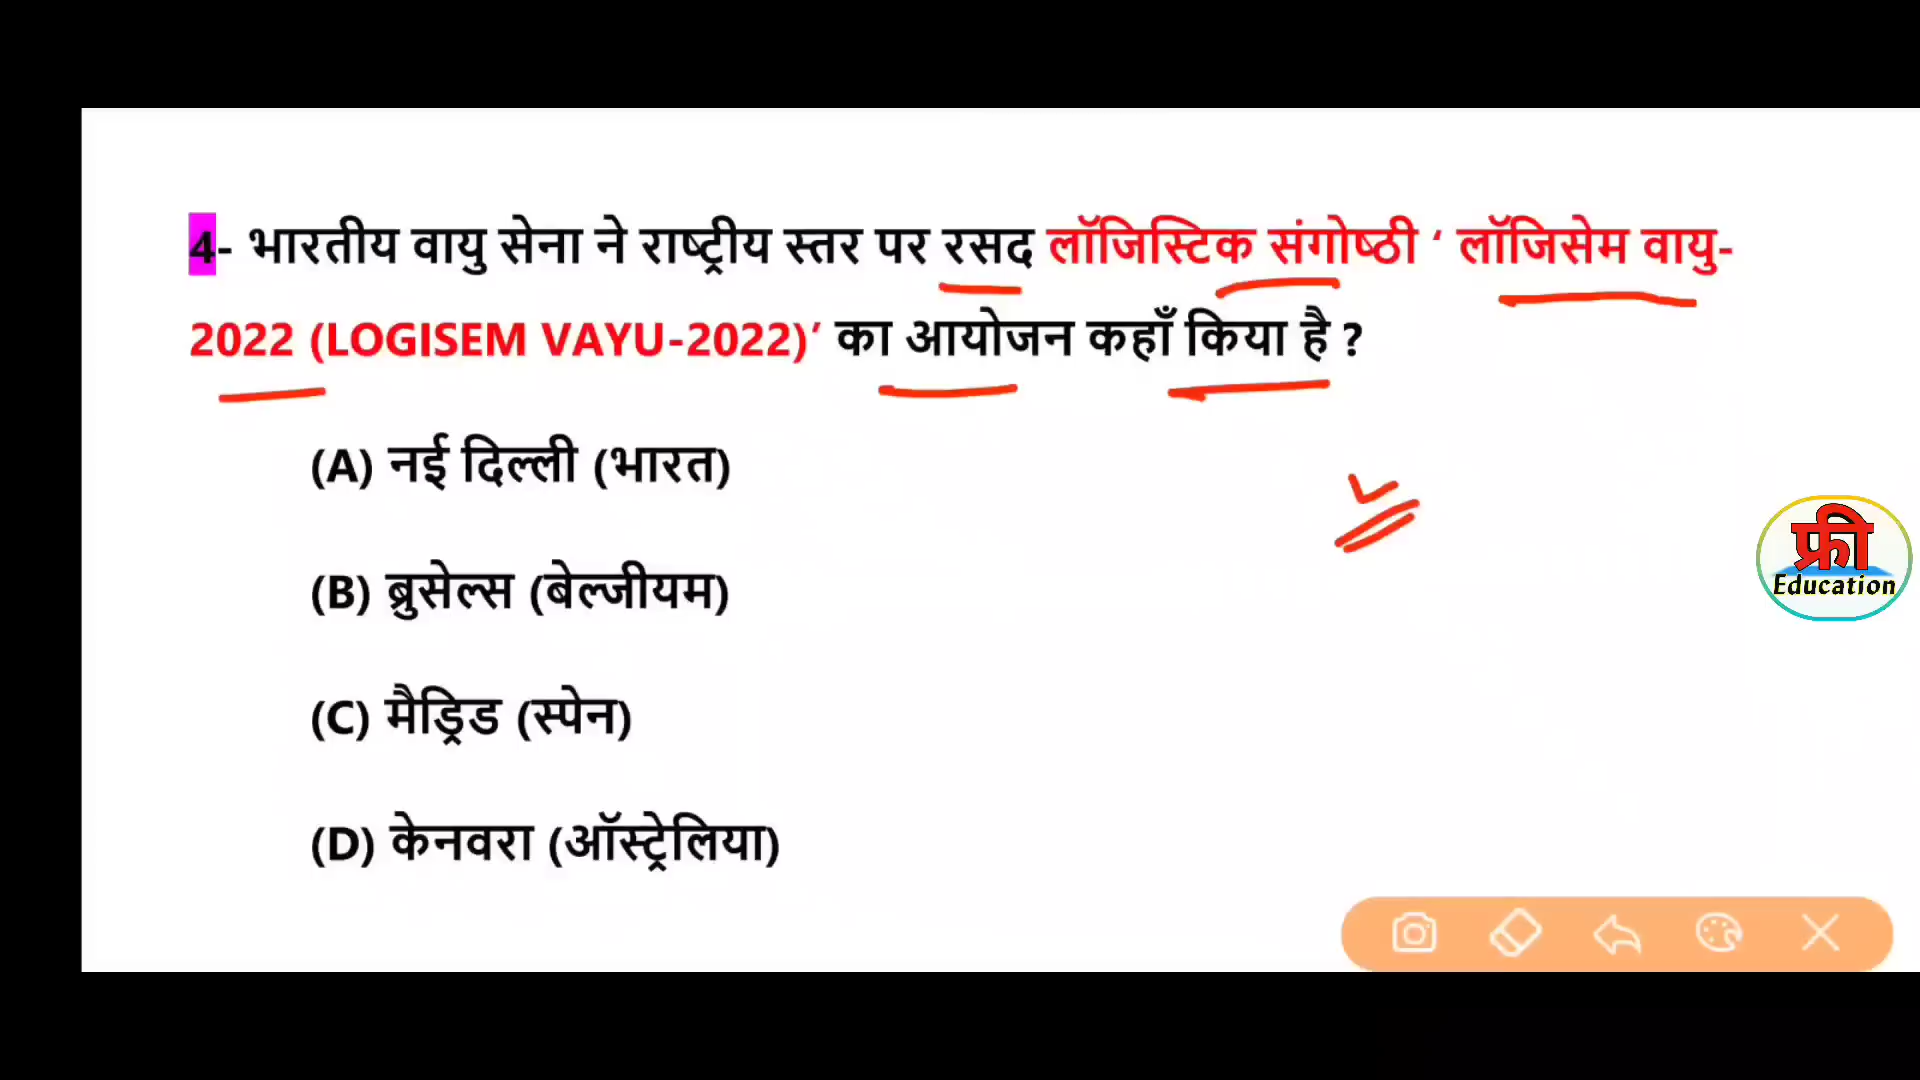 4- भारतीय वायु सेना ने राष्ट्रीय स्तर पर रसद लॉजिस्टिक संगोष्ठी ‘ लॉजिसेम वायु-
2022 (LOGISEM VAYU-2022)’ का आयोजन कहाँ किया है ?
(A) नई दिल्ली (भारत)
(B) ब्रुसेल्स (बेल्जीयम)
(C) मैड्रिड (स्पेन)
(D) केनवरा (ऑस्ट्रेलिया)
फ्री
Education